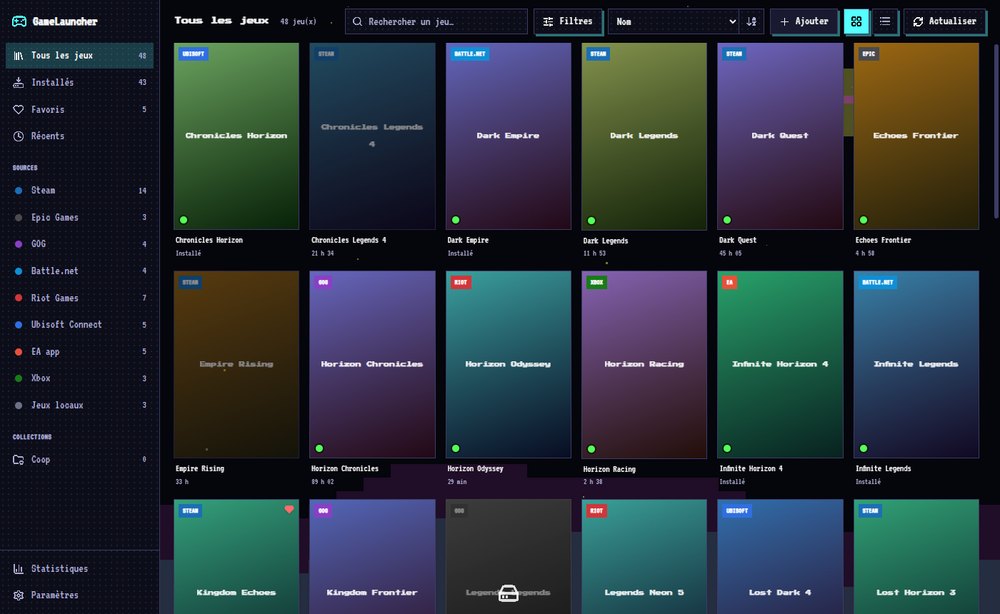 GameLauncher
Tous les jeux 48 jeu(x)
Rechercher un jeu…
Filtres
Nom
Ajouter
Actualiser
Tous les jeux 48
Installés 43
Favoris 5
Récents
SOURCES
Steam 14
Epic Games 3
GOG 4
Battle.net 4
Riot Games 7
Ubisoft Connect 5
EA app 5
Xbox 3
Jeux locaux 3
COLLECTIONS
Coop 0
Statistiques
Paramètres
UBISOFT
Chronicles Horizon
Chronicles Horizon
Installé
STEAM
Chronicles Legends
4
Chronicles Legends 4
21 h 34
BATTLE.NET
Dark Empire
Dark Empire
Installé
STEAM
Dark Legends
Dark Legends
11 h 53
STEAM
Dark Quest
Dark Quest
45 h 05
EPIC
Echoes Frontier
Echoes Frontier
4 h 58
STEAM
Empire Rising
Empire Rising
33 h
GOG
Horizon Chronicles
Horizon Chronicles
89 h 02
RIOT
Horizon Odyssey
Horizon Odyssey
29 min
XBOX
Horizon Racing
Horizon Racing
2 h 38
EA
Infinite Horizon 4
Infinite Horizon 4
Installé
BATTLE.NET
Infinite Legends
Infinite Legends
Installé
STEAM
Kingdom Echoes
GOG
Kingdom Frontier
GOG
RIOT
Legends Neon 5
UBISOFT
Lost Dark 4
STEAM
Lost Horizon 3